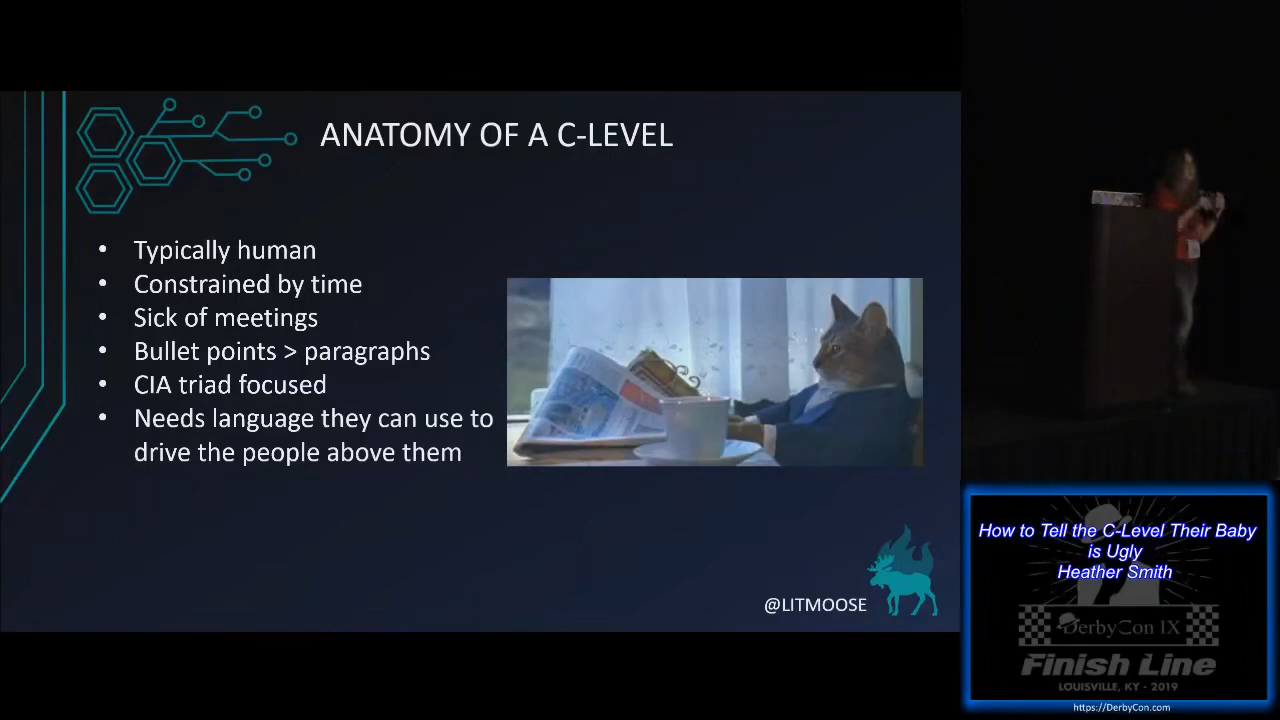 ANATOMY OF A C-LEVEL
• Typically human
• Constrained by time
• Sick of meetings
• Bullet points > paragraphs
• CIA triad focused
• Needs language they can use to
drive the people above them
@LITMOOSE
How to Tell the C-Level Their Baby
is Ugly
Heather Smith
DerbyCon IX
Finish Line
LOUISVILLE, KY - 2019
https://DerbyCon.com